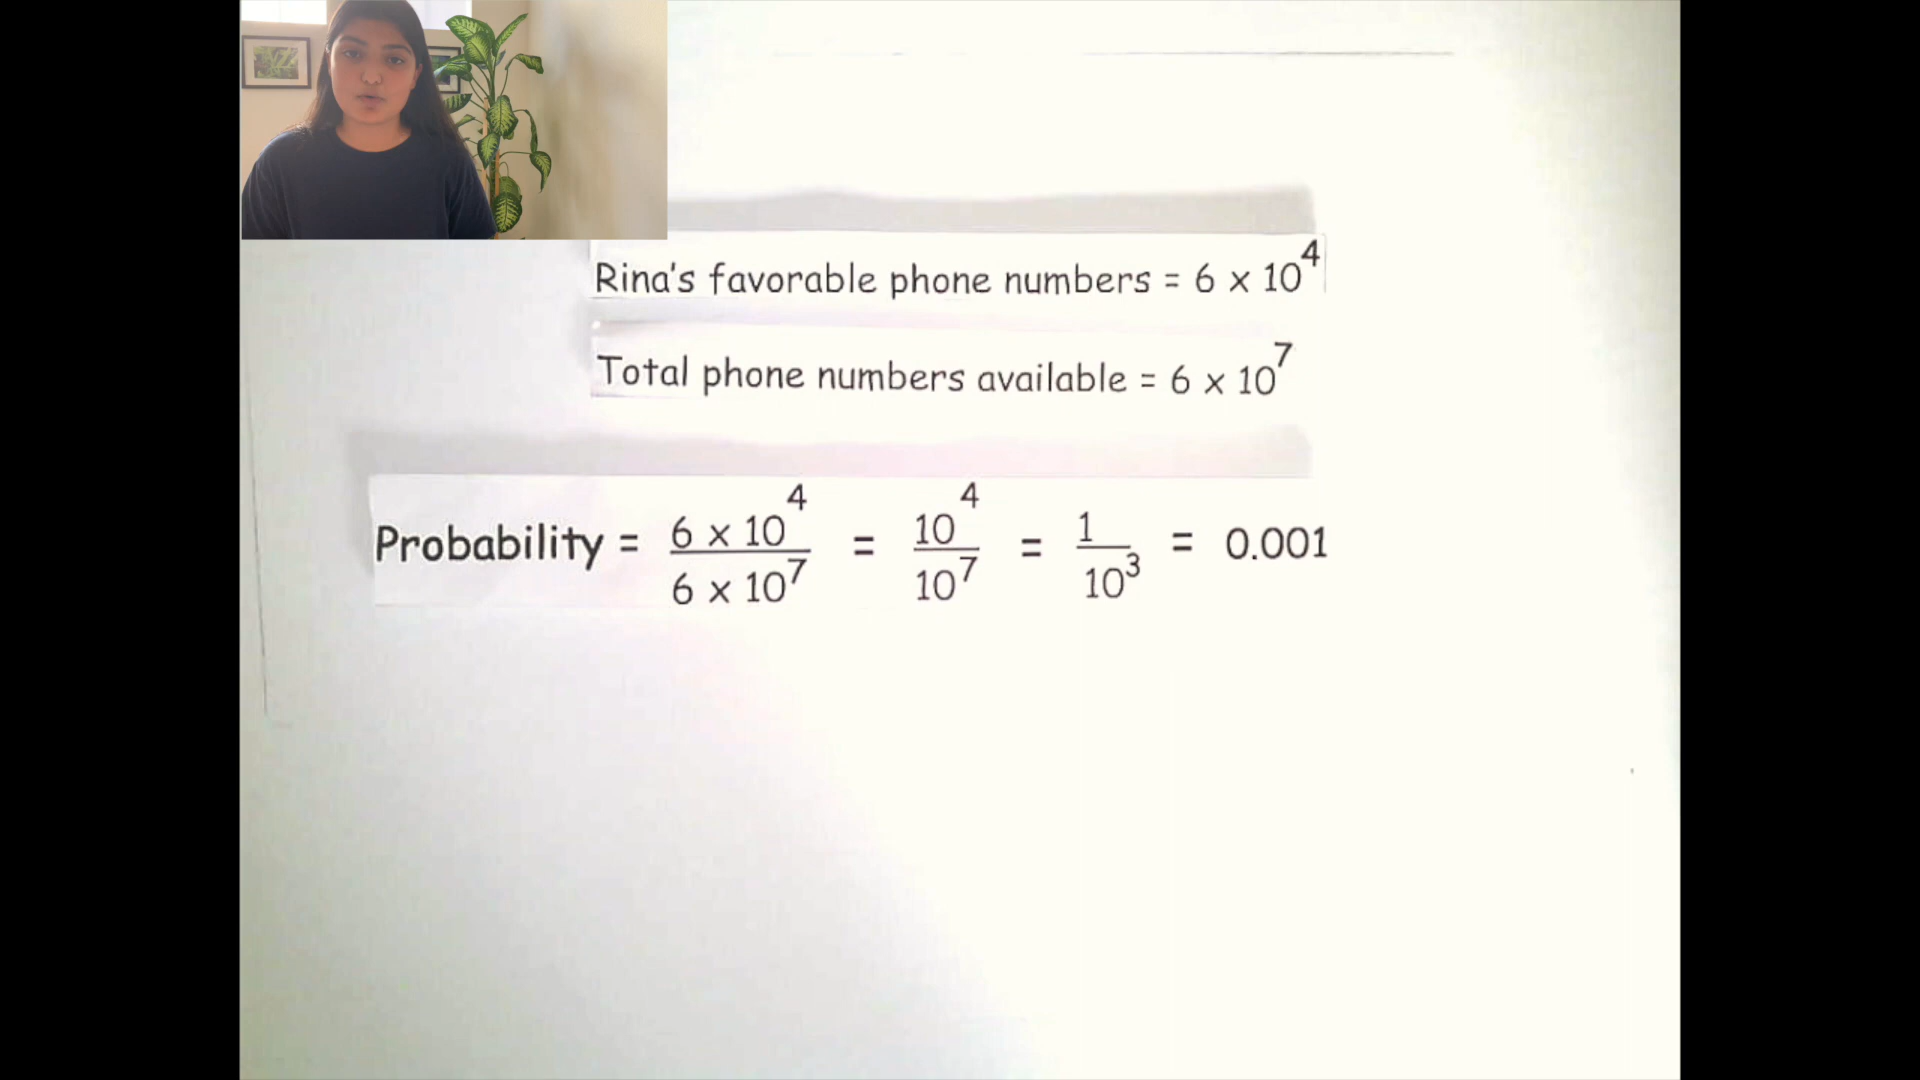 Rina's favorable phone numbers = 6 x 10^4
Total phone numbers available = 6 x 10^7
Probability = 6 x 10^4 / 6 x 10^7 = 10^4 / 10^7 = 1 / 10^3 = 0.001